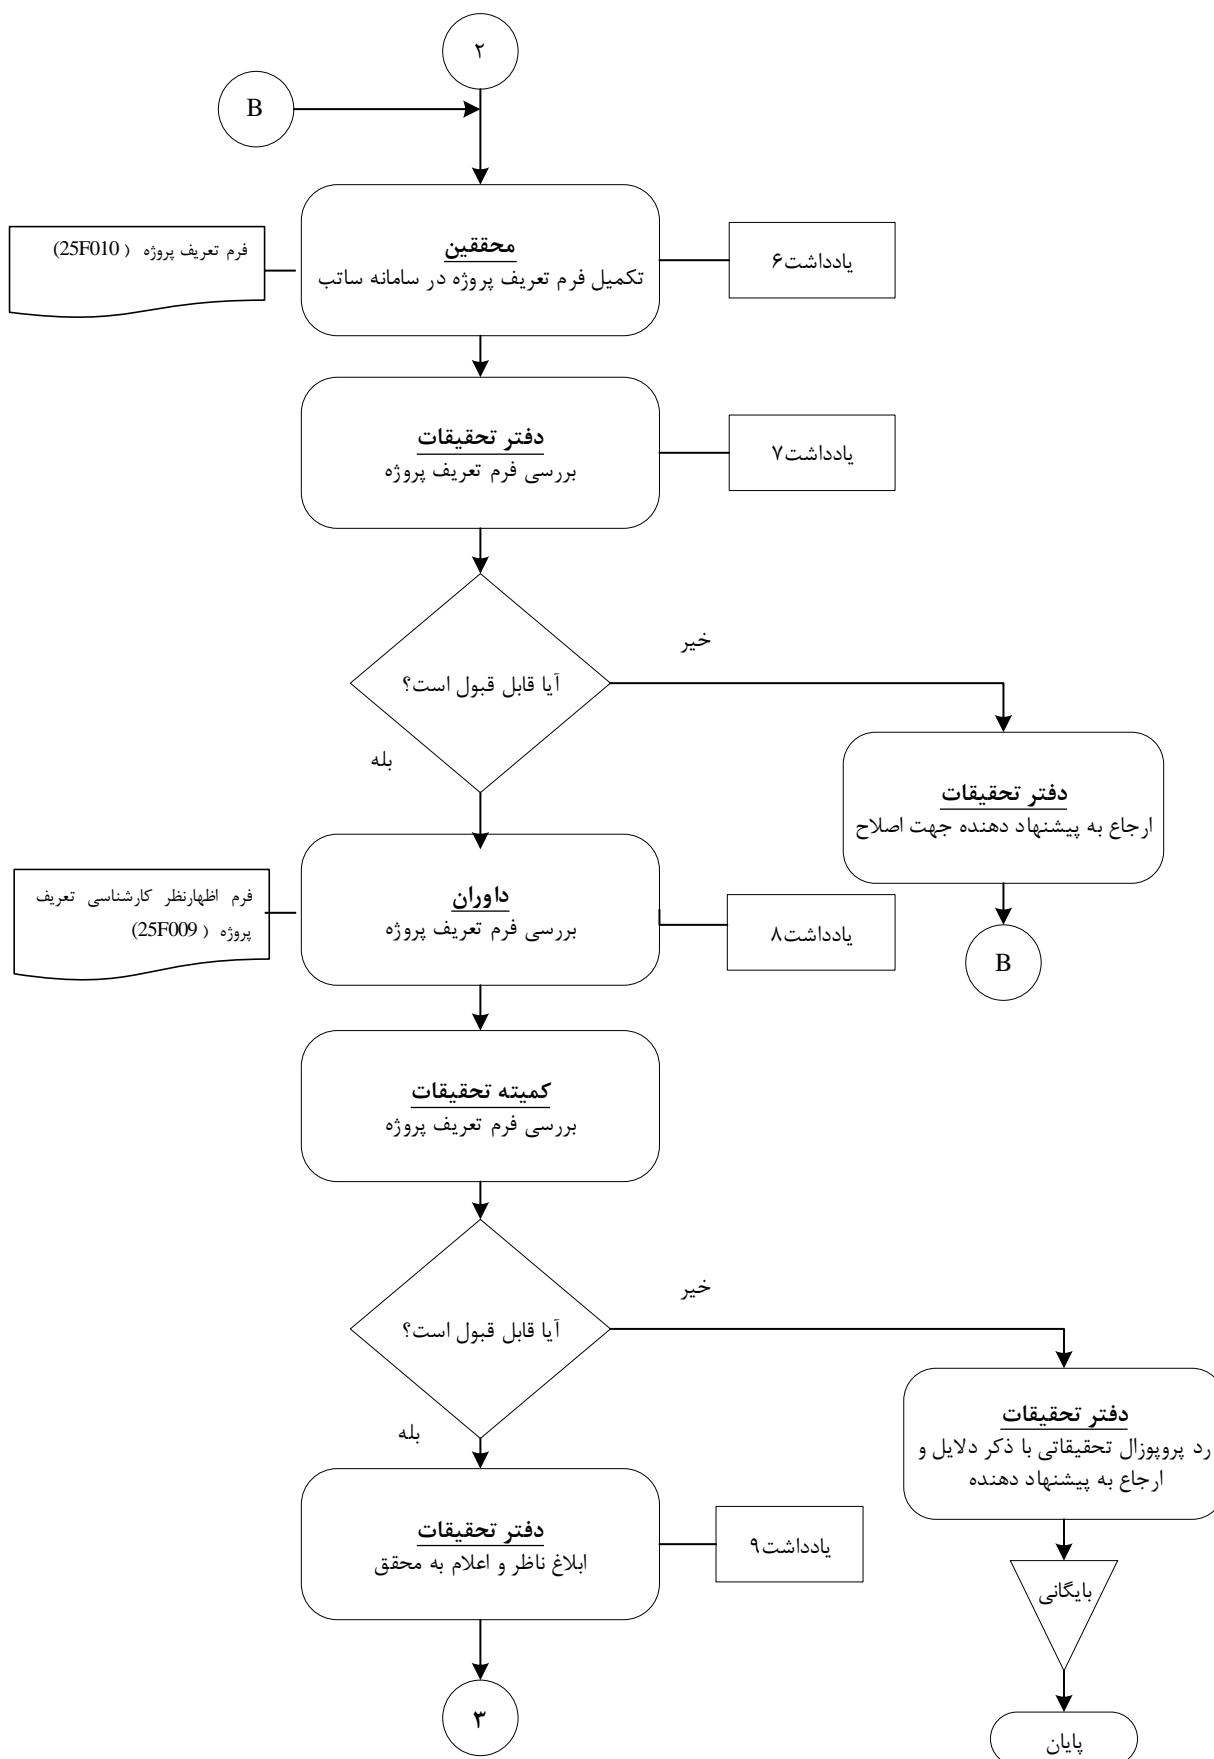 ۲
B
محققین
تکمیل فرم تعریف پروژه در سامانه ساتب
فرم تعریف پروژه ( 25F010)
یادداشت۶
دفتر تحقیقات
بررسی فرم تعریف پروژه
یادداشت۷
آیا قابل قبول است؟
خیر
بله
دفتر تحقیقات
ارجاع به پیشنهاد دهنده جهت اصلاح
B
داوران
بررسی فرم تعریف پروژه
فرم اظهارنظر کارشناسی تعریف
پروژه ( 25F009)
یادداشت۸
کمیته تحقیقات
بررسی فرم تعریف پروژه
آیا قابل قبول است؟
خیر
بله
دفتر تحقیقات
رد پروپوزال تحقیقاتی با ذکر دلایل و
ارجاع به پیشنهاد دهنده
دفتر تحقیقات
ابلاغ ناظر و اعلام به محقق
یادداشت۹
بایگانی
۳
پایان